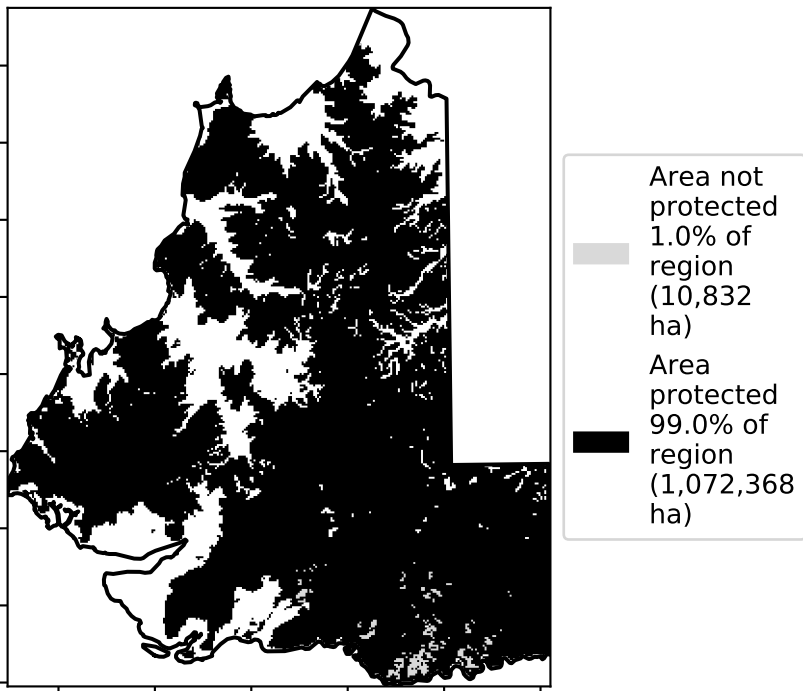 Area not
protected
1.0% of
region
(10,832
ha)
Area
protected
99.0% of
region
(1,072,368
ha)